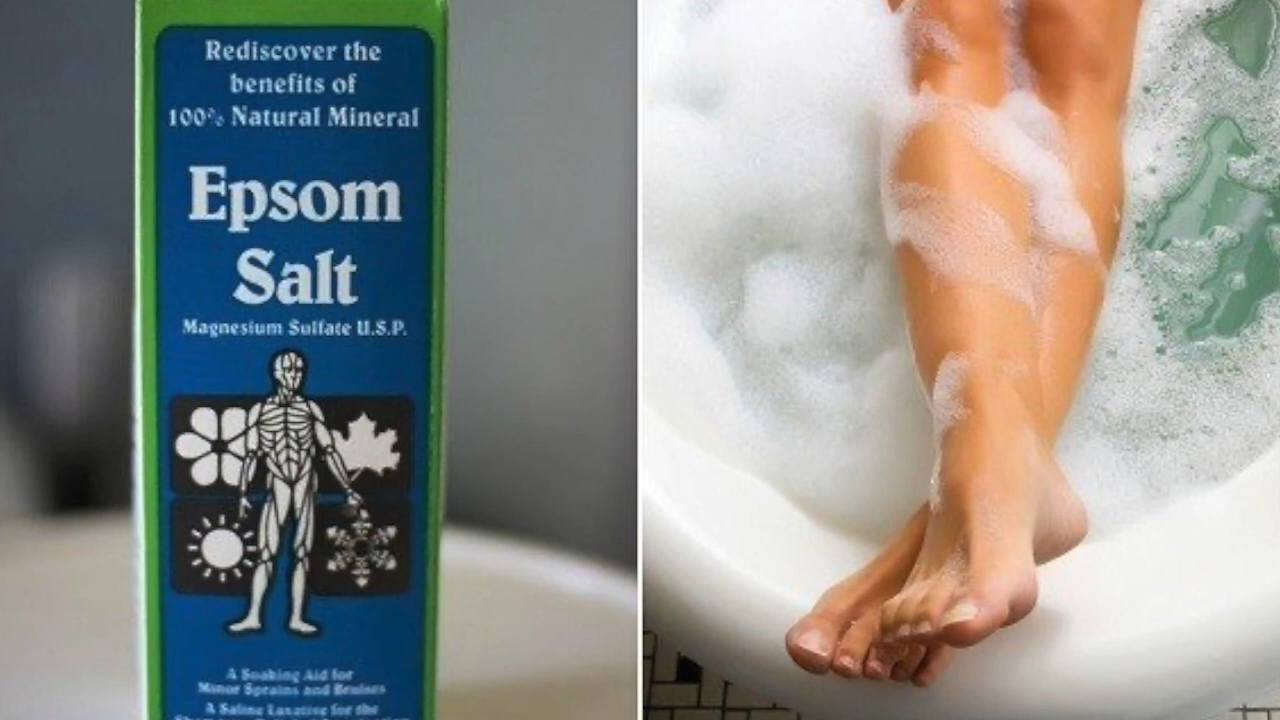 Rediscover the
benefits of
100% Natural Mineral
Epsom
Salt
Magnesium Sulfate U.S.P.
A Soaking Aid for
Minor Sprains and Bruises
A Saline Laxative for the